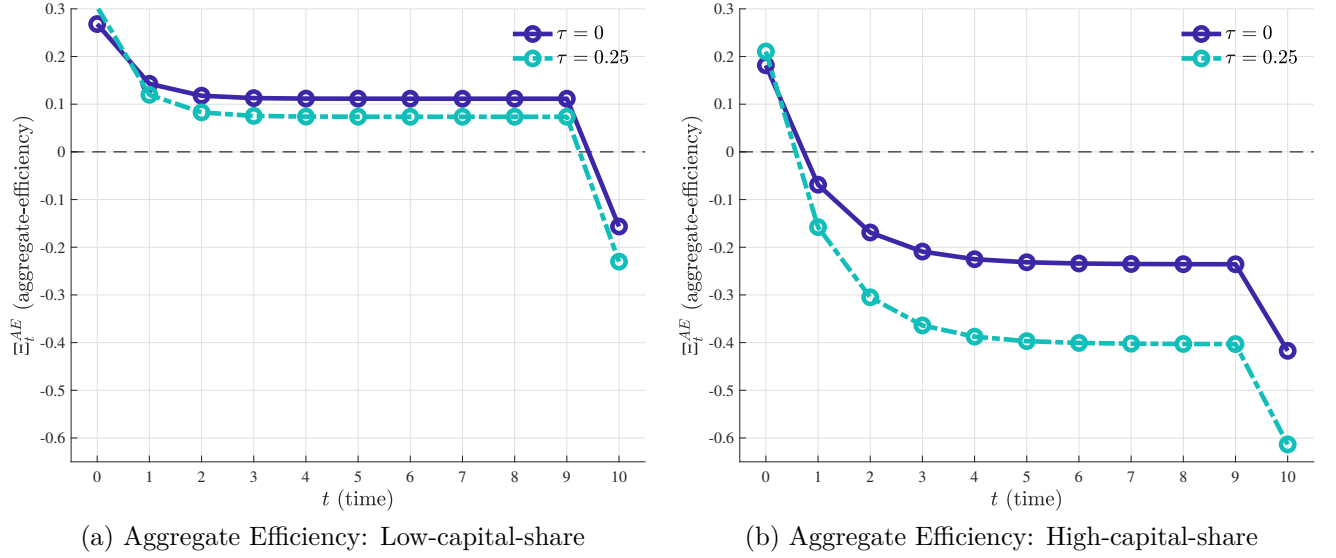 0.3
0.2
0.1
0
-0.1
-0.2
-0.3
-0.4
-0.5
-0.6
Ξ_t^{AE} (aggregate-efficiency)
τ = 0
τ = 0.25
0 1 2 3 4 5 6 7 8 9 10
t (time)
(a) Aggregate Efficiency: Low-capital-share
0.3
0.2
0.1
0
-0.1
-0.2
-0.3
-0.4
-0.5
-0.6
Ξ_t^{AE} (aggregate-efficiency)
τ = 0
τ = 0.25
0 1 2 3 4 5 6 7 8 9 10
t (time)
(b) Aggregate Efficiency: High-capital-share